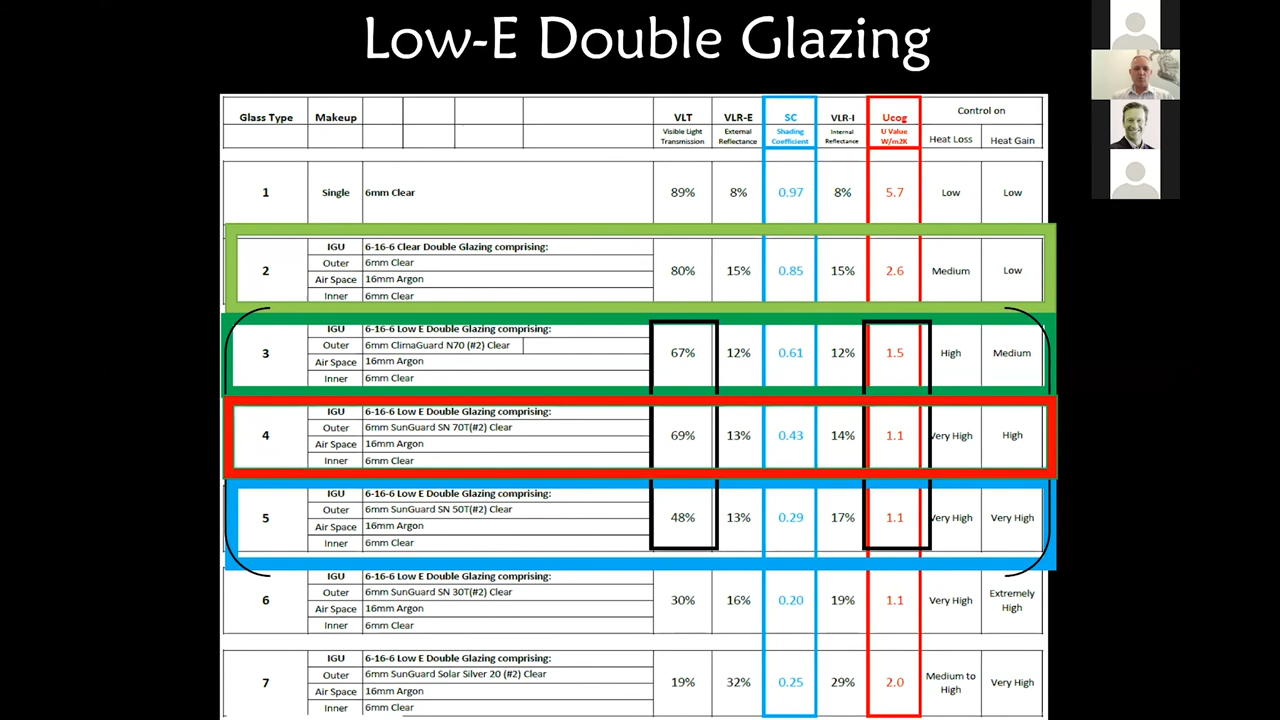 Low-E Double Glazing
Glass Type Makeup VLT VLR-E SC VLR-I Ucog Control on
Visible Light Transmission External Reflectance Shading Coefficient Internal Reflectance U Value W/m2K Heat Loss Heat Gain
1 Single 6mm Clear 89% 8% 0.97 8% 5.7 Low Low
IGU 6-16-6 Clear Double Glazing comprising:
Outer 6mm Clear
2 80% 15% 0.85 15% 2.6 Medium Low
Air Space 16mm Argon
Inner 6mm Clear
IGU 6-16-6 Low E Double Glazing comprising:
Outer 6mm ClimaGuard N70 (#2) Clear
3 67% 12% 0.61 12% 1.5 High Medium
Air Space 16mm Argon
Inner 6mm Clear
IGU 6-16-6 Low E Double Glazing comprising:
Outer 6mm SunGuard SN 70T(#2) Clear
4 69% 13% 0.43 14% 1.1 Very High High
Air Space 16mm Argon
Inner 6mm Clear
IGU 6-16-6 Low E Double Glazing comprising:
Outer 6mm SunGuard SN 50T(#2) Clear
5 48% 13% 0.29 17% 1.1 Very High Very High
Air Space 16mm Argon
Inner 6mm Clear
IGU 6-16-6 Low E Double Glazing comprising:
Outer 6mm SunGuard SN 30T(#2) Clear
6 30% 16% 0.20 19% 1.1 Very High Extremely High
Air Space 16mm Argon
Inner 6mm Clear
IGU 6-16-6 Low E Double Glazing comprising:
Outer 6mm SunGuard Solar Silver 20 (#2) Clear
7 19% 32% 0.25 29% 2.0 Medium to High Very High
Air Space 16mm Argon
Inner 6mm Clear